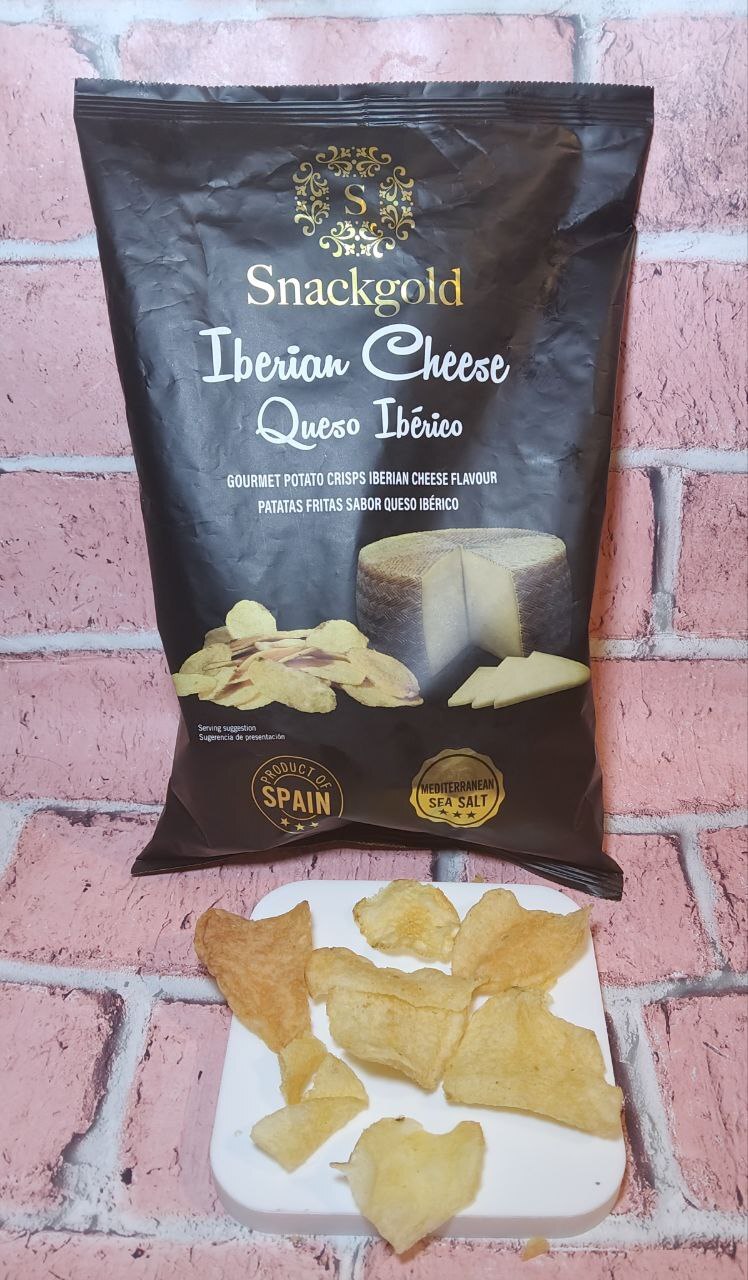 S
Snackgold
Iberian Cheese
Queso Ibérico
GOURMET POTATO CRISPS IBERIAN CHEESE FLAVOUR
PATATAS FRITAS SABOR QUESO IBÉRICO
Serving suggestion
Sugerencia de presentación
PRODUCT OF
SPAIN
MEDITERRANEAN
SEA SALT